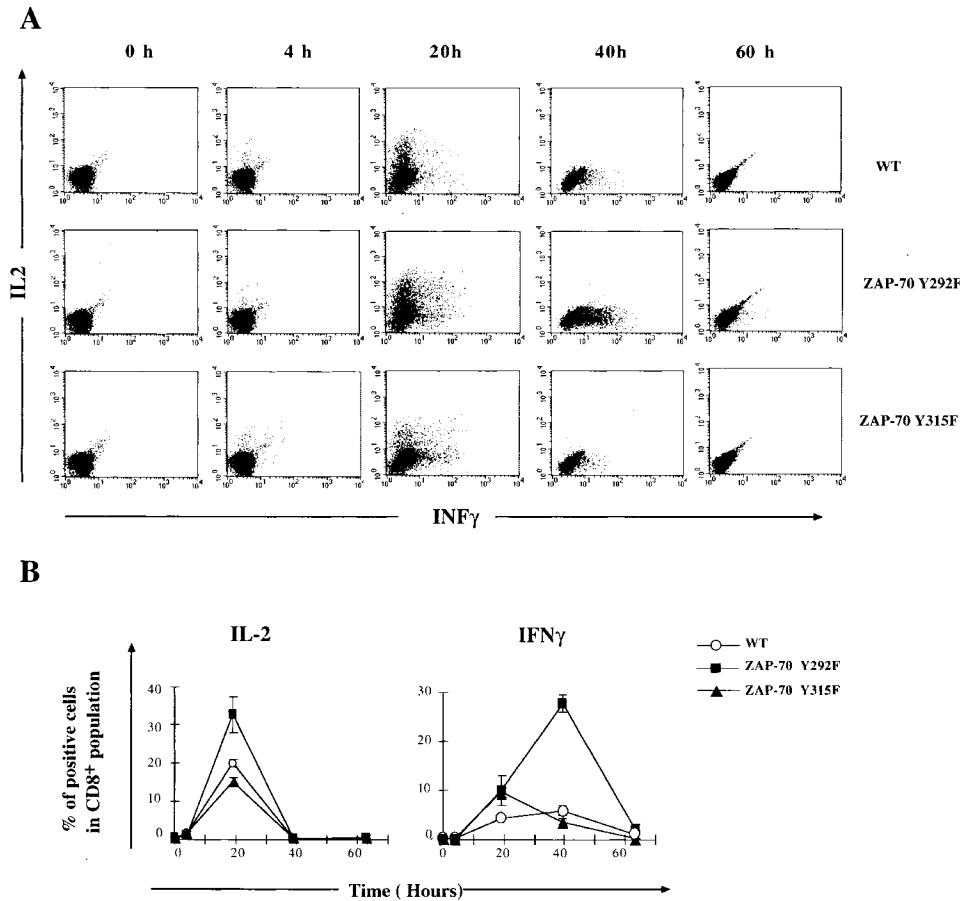 A
0 h 4 h 20h 40h 60 h
IL2
WT
ZAP-70 Y292F
ZAP-70 Y315F
INFγ
B
IL-2 IFNγ
WT
ZAP-70 Y292F
ZAP-70 Y315F
% of positive cells
in CD8+ population
40
30
20
10
0
0 20 40 60
30
20
10
0
0 20 40 60
Time ( Hours)